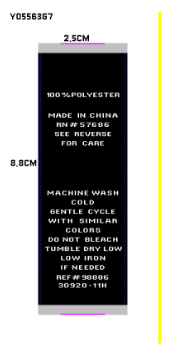 Y0556367
2,5CM
100%POLYESTER
MADE IN CHINA
RN#57686
SEE REVERSE
FOR CARE
8,8CM
MACHINE WASH
COLD
GENTLE CYCLE
WITH SIMILAR
COLORS
DO NOT BLEACH
TUMBLE DRY LOW
LOW IRON
IF NEEDED
REF#98886
30920-11H